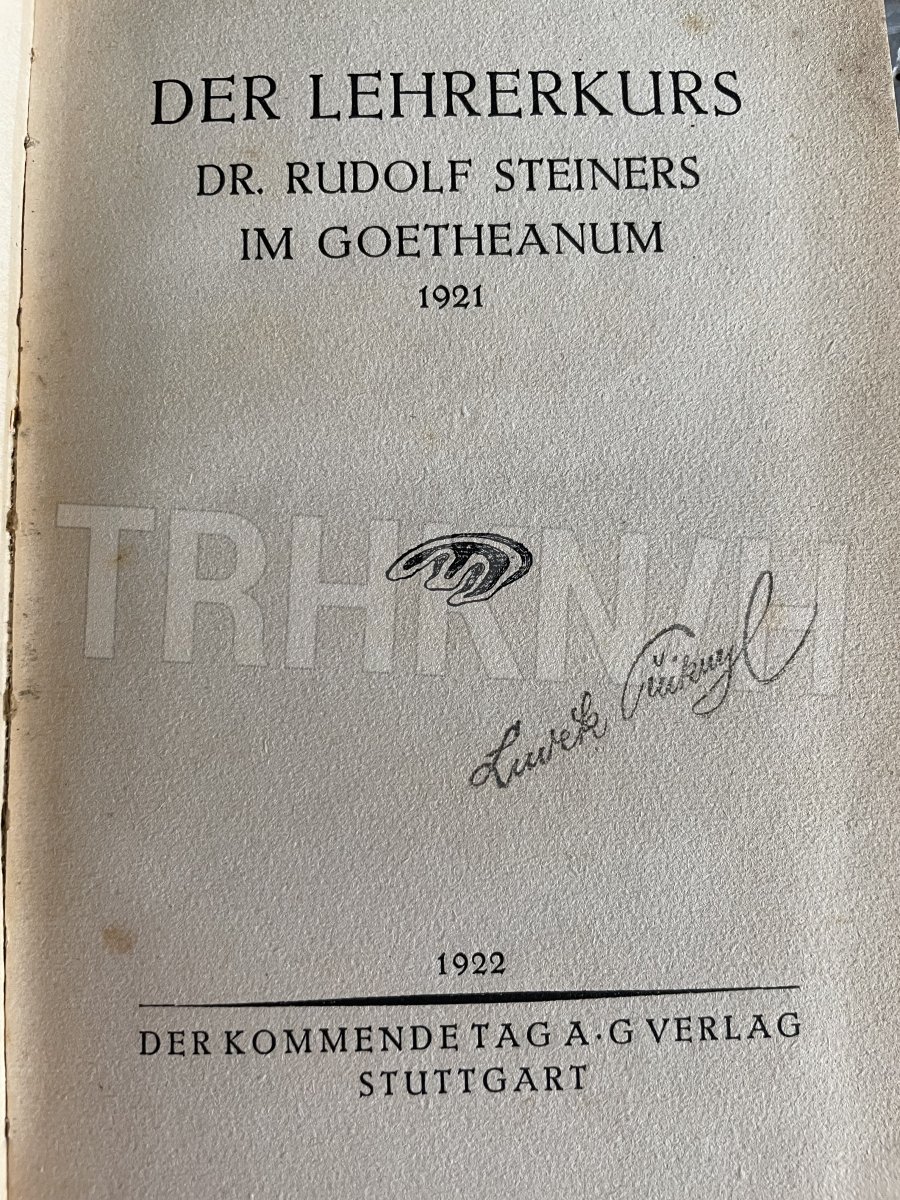 DER LEHRERKURS
DR. RUDOLF STEINERS
IM GOETHEANUM
1921
1922
DER KOMMENDE TAG A·G VERLAG
STUTTGART